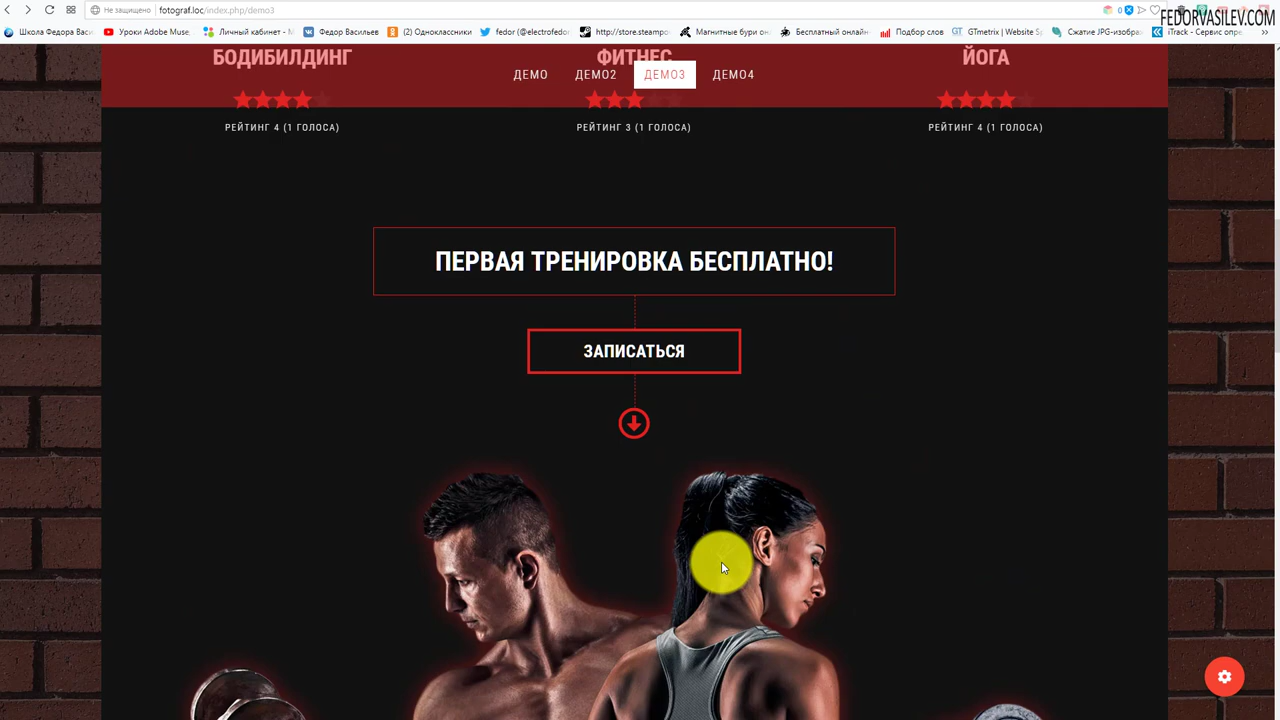 Не защищено fotograf.loc/index.php/demo3
0
FEDORVASILEV.COM
Школа Федора Васи
Уроки Adobe Muse,
Личный кабинет - M
Федор Васильев
(2) Одноклассники
fedor (@electrofedor
http://store.steampo
Магнитные бури он
Бесплатный онлайн-
Подбор слов
GT GTmetrix | Website S
Сжатие JPG-изобра
iTrack - Сервис опре
БОДИБИЛДИНГ
ФИТНЕС
ЙОГА
ДЕМО
ДЕМО2
ДЕМО3
ДЕМО4
РЕЙТИНГ 4 (1 ГОЛОСА)
РЕЙТИНГ 3 (1 ГОЛОСА)
РЕЙТИНГ 4 (1 ГОЛОСА)
ПЕРВАЯ ТРЕНИРОВКА БЕСПЛАТНО!
ЗАПИСАТЬСЯ